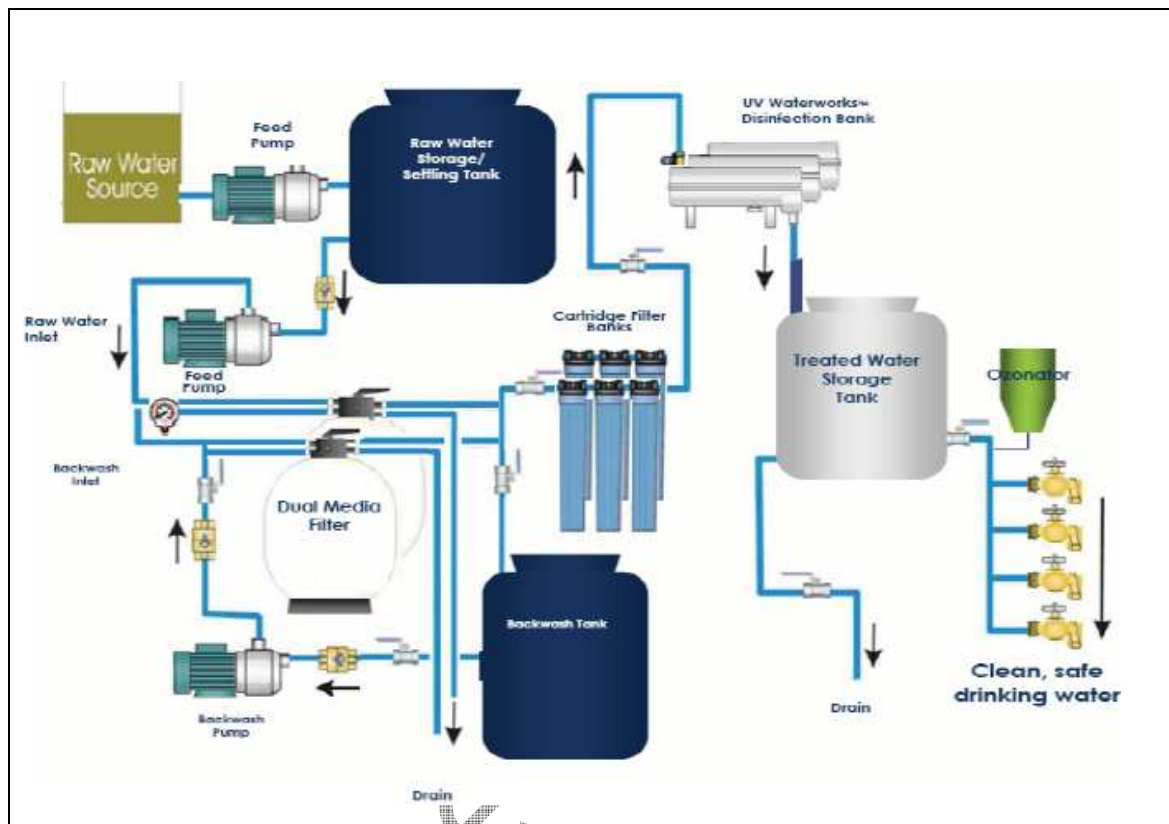 Raw Water
Source
Feed
Pump
Raw Water
Storage/
Settling Tank
UV Waterworks™
Disinfection Bank
Raw Water
Inlet
Feed
Pump
Cartridge Filter
Banks
Treated Water
Storage
Tank
Ozonator
Backwash
Inlet
Dual Media
Filter
Backwash Tank
Backwash
Pump
Drain
Clean, safe
drinking water
Drain